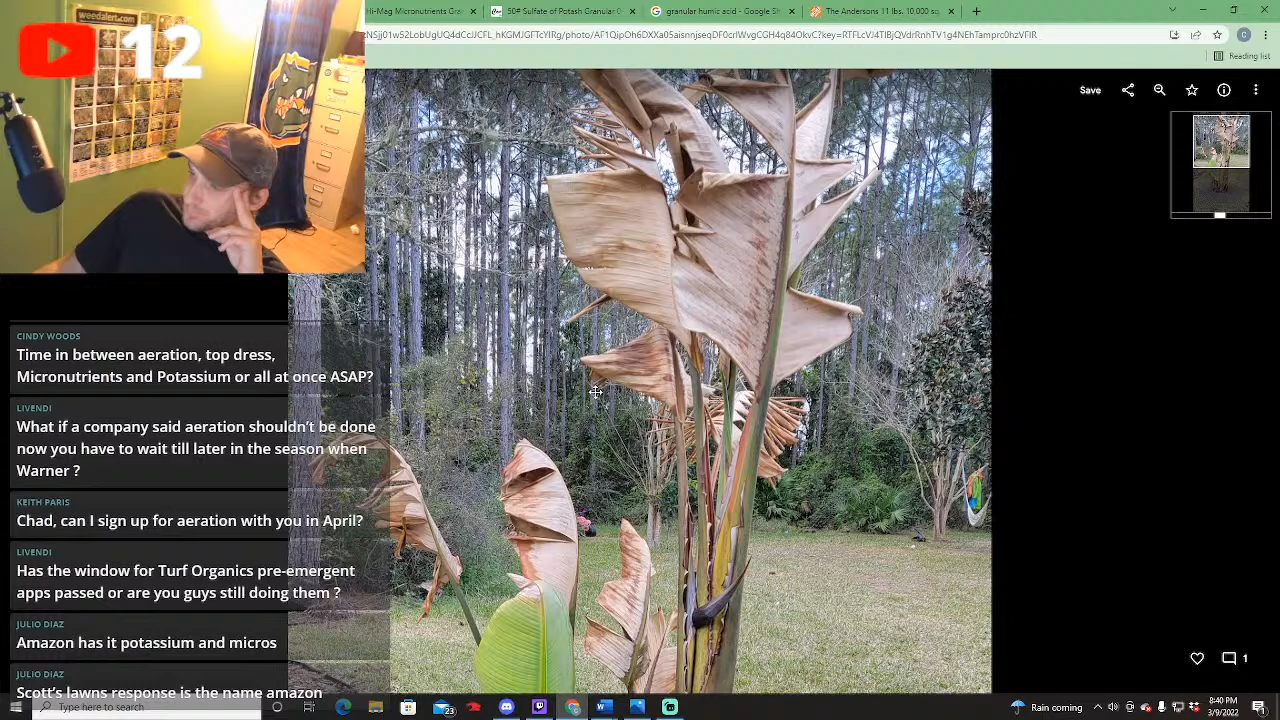 hi-Mag Micronutrients Gra
50# Sulfate of Potash Granular 0-
granular humic acid - Google Sh
The Andersons 11 lbs. 10,000 sq.
Reading list
weedalert.com
12
Save
CINDY WOODS
Time in between aeration, top dress,
Micronutrients and Potassium or all at once ASAP?
LIVENDI
What if a company said aeration shouldn't be done
now you have to wait till later in the season when
Warner ?
KEITH PARIS
Chad, can I sign up for aeration with you in April?
LIVENDI
Has the window for Turf Organics pre-emergent
apps passed or are you guys still doing them ?
JULIO DIAZ
Amazon has it potassium and micros
JULIO DIAZ
Scott's lawns response is the name amazon
1
Type here to search
23
Rain coming
8:40 PM
3/9/2022